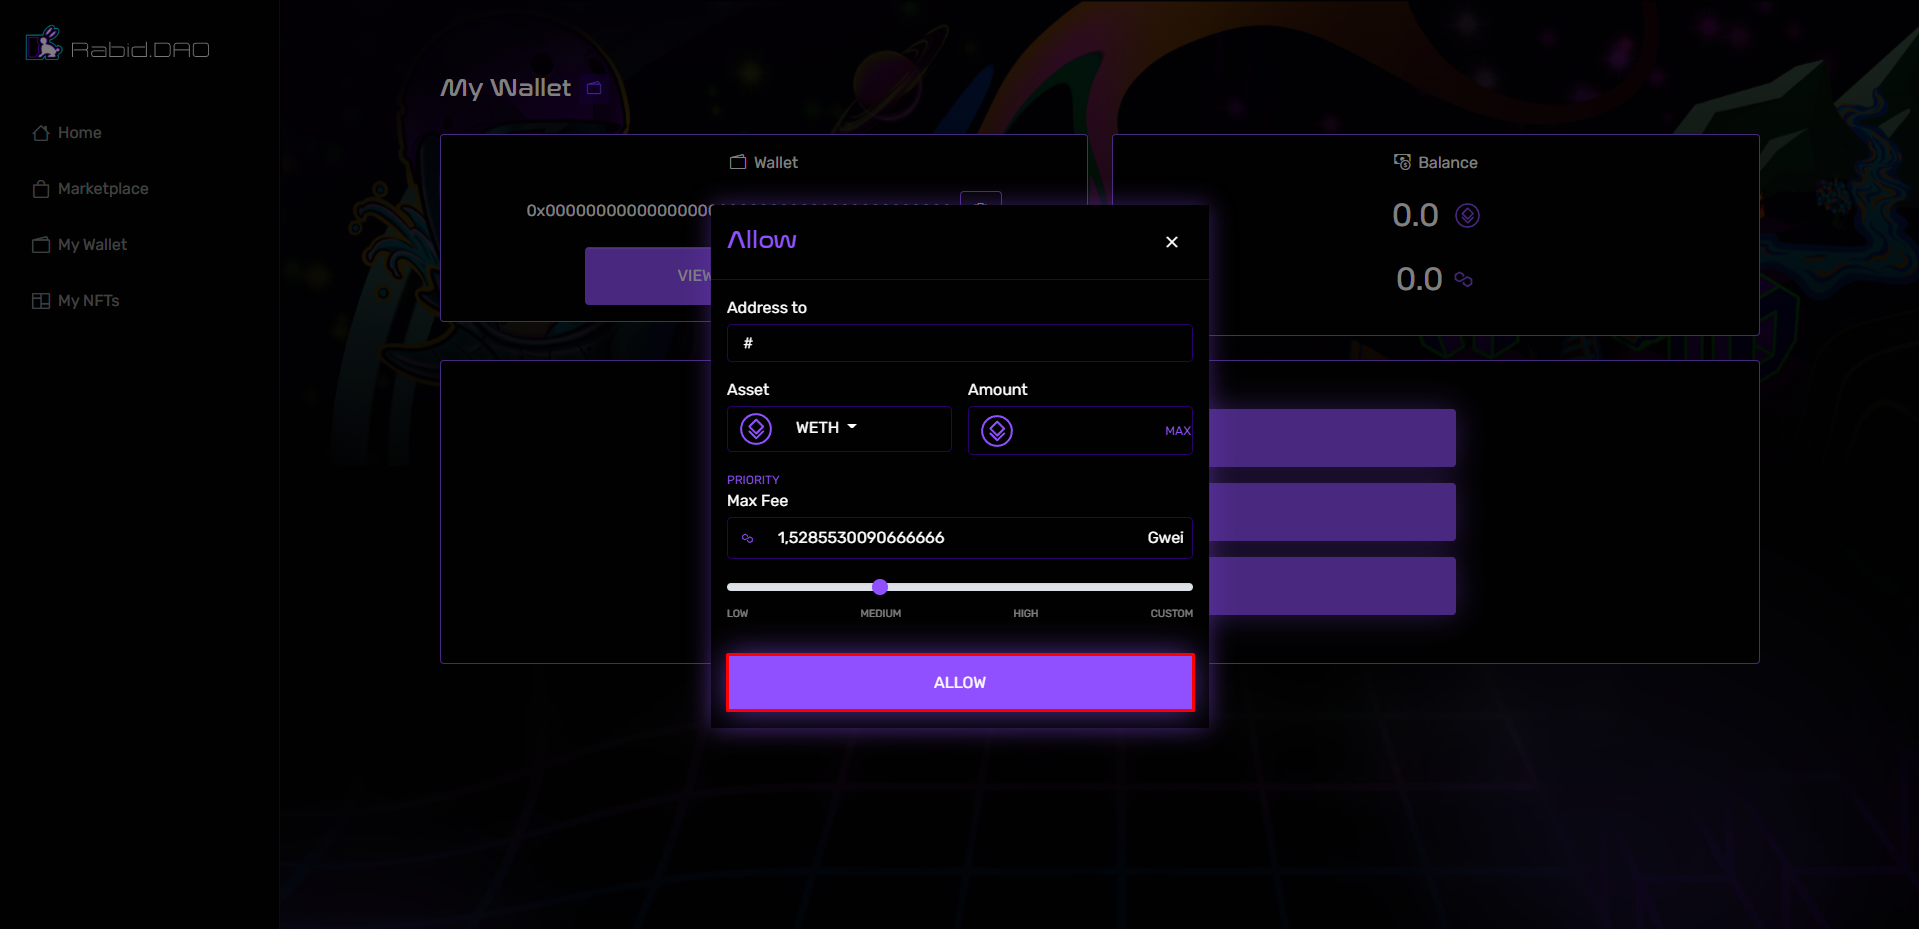 Rabid.DAO
Home
Marketplace
My Wallet
My NFTs
My Wallet
Wallet
VIEW
Balance
0.0
0.0
Allow
Address to
#
Asset
Amount
WETH
MAX
PRIORITY
Max Fee
1,5285530090666666
Gwei
LOW
MEDIUM
HIGH
CUSTOM
ALLOW